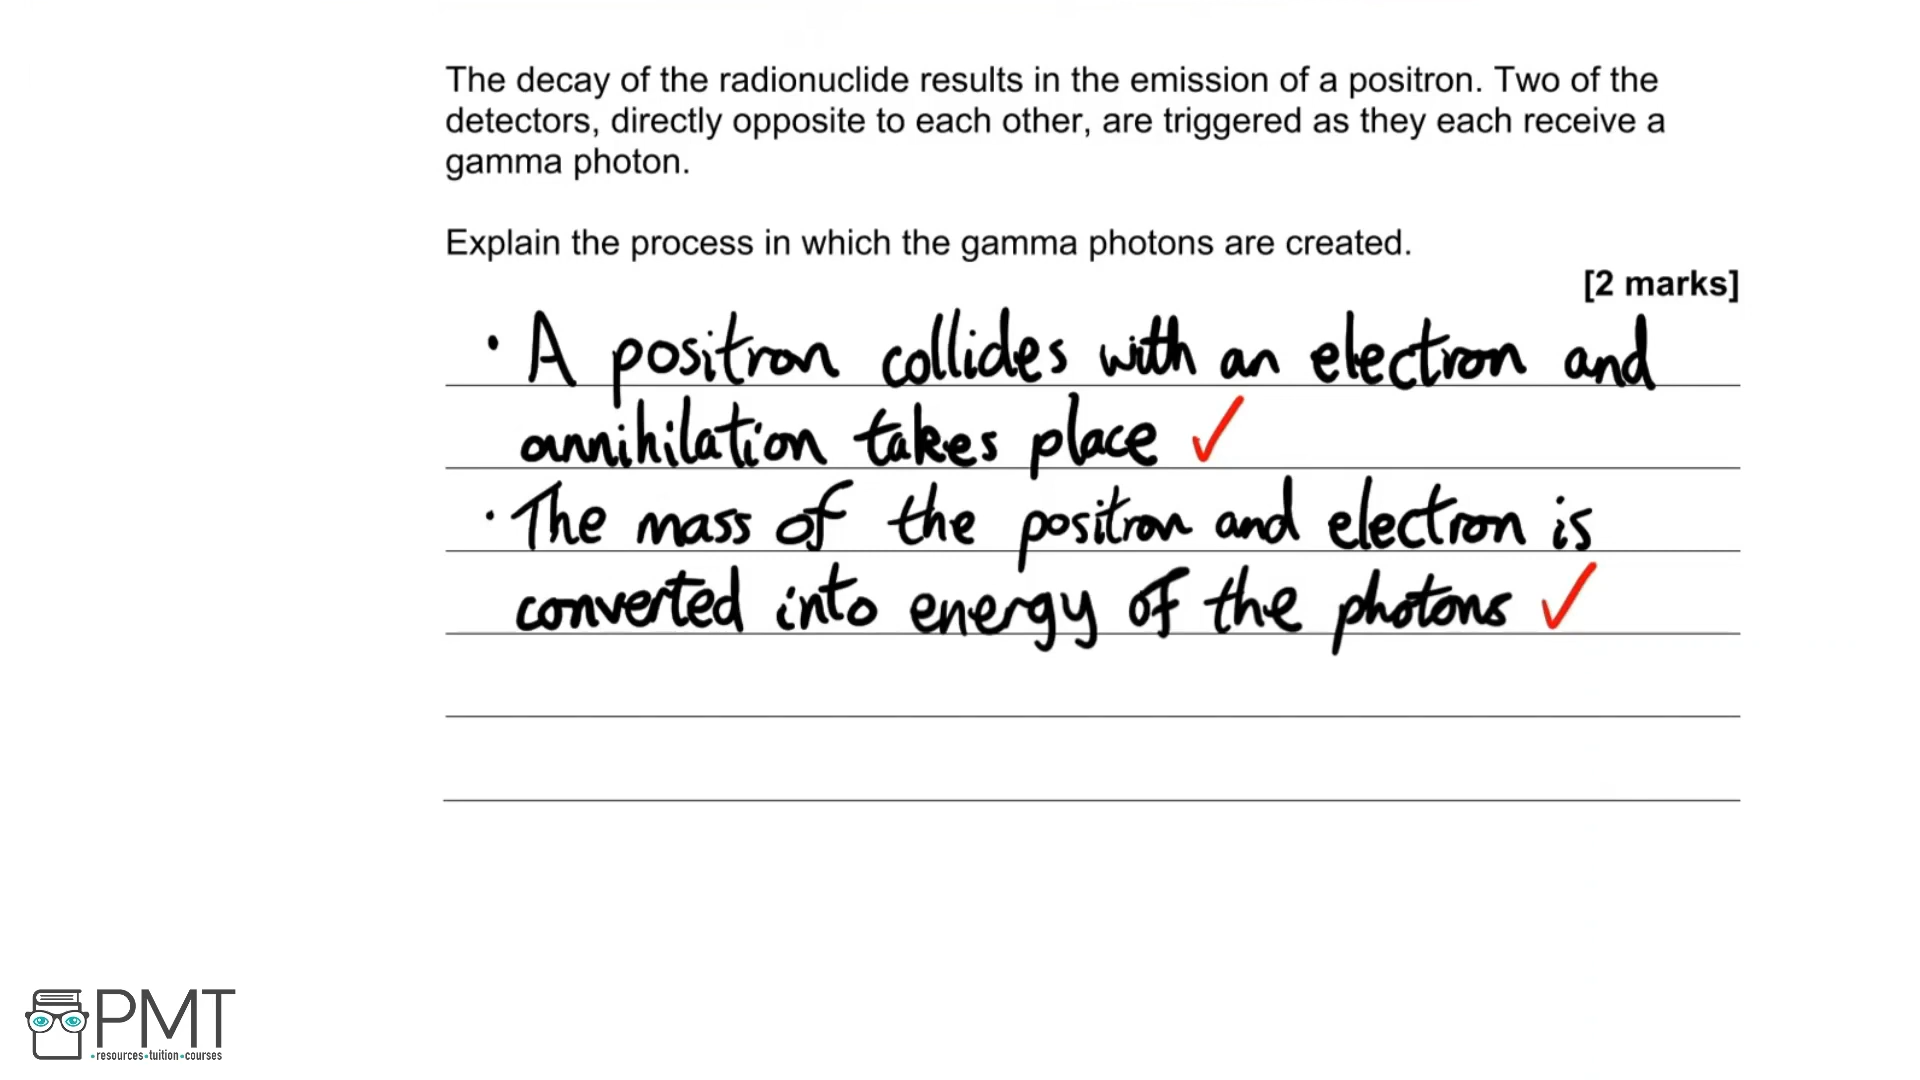 The decay of the radionuclide results in the emission of a positron. Two of the
detectors, directly opposite to each other, are triggered as they each receive a
gamma photon.
Explain the process in which the gamma photons are created.
[2 marks]
· A positron collides with an electron and
annihilation takes place ✓
· The mass of the positron and electron is
converted into energy of the photons ✓
PMT
•resources•tuition•courses